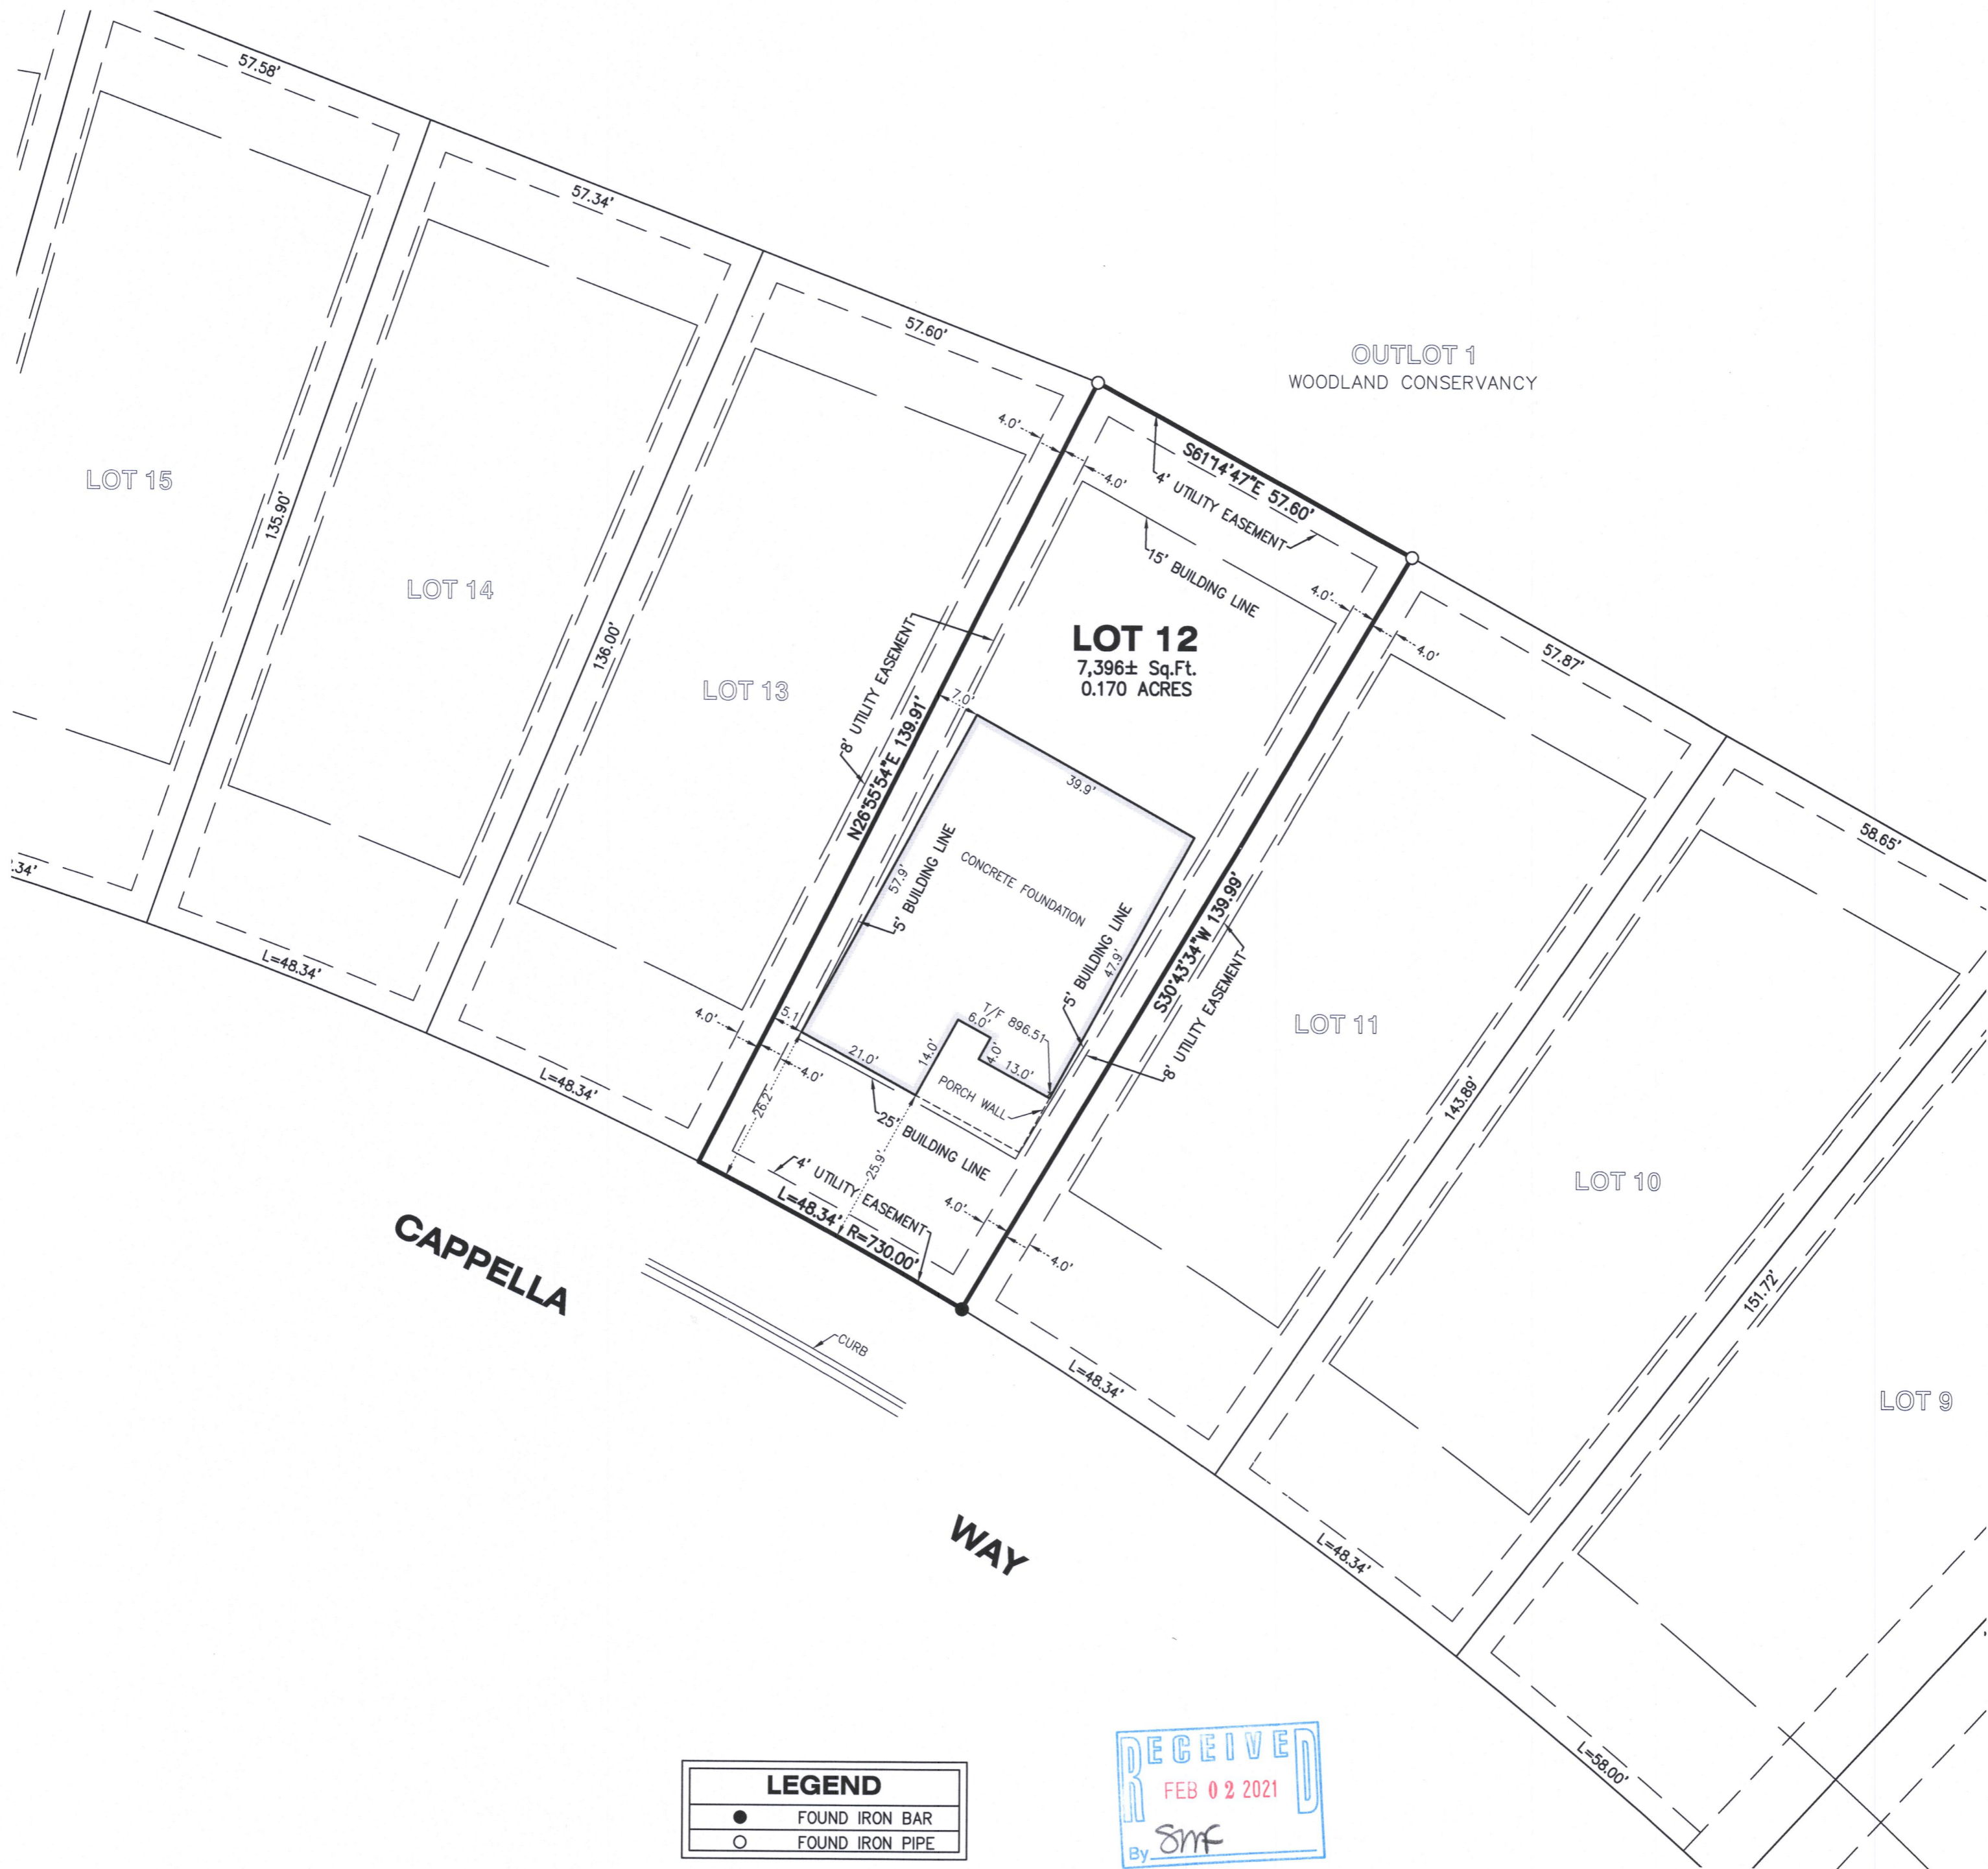 57.58'
57.34'
57.60'
OUTLOT 1
WOODLAND CONSERVANCY
4.0'
4.0'
S61°14'47"E 57.60'
4' UTILITY EASEMENT
15' BUILDING LINE
4.0'
4.0'
57.87'
58.65'
LOT 15
135.90'
LOT 14
136.00'
LOT 13
8' UTILITY EASEMENT
N26°55'54"E 139.91'
LOT 12
7,396± Sq.Ft.
0.170 ACRES
7.0'
39.9'
57.9'
5' BUILDING LINE
CONCRETE FOUNDATION
5' BUILDING LINE
47.9'
S30°43'34"W 139.99'
8' UTILITY EASEMENT
LOT 11
143.89'
LOT 10
151.72'
LOT 9
.34'
L=48.34'
L=48.34'
4.0'
4.0'
5.1
21.0'
14.0'
6.0'
4.0'
13.0'
T/F 896.51
PORCH WALL
26.2'
25.9'
25' BUILDING LINE
4' UTILITY EASEMENT
L=48.34' R=730.00'
4.0'
4.0'
CAPPELLA
WAY
CURB
L=48.34'
L=48.34'
L=58.00'
LEGEND
FOUND IRON BAR
FOUND IRON PIPE
RECEIVED
FEB 02 2021
By SMF